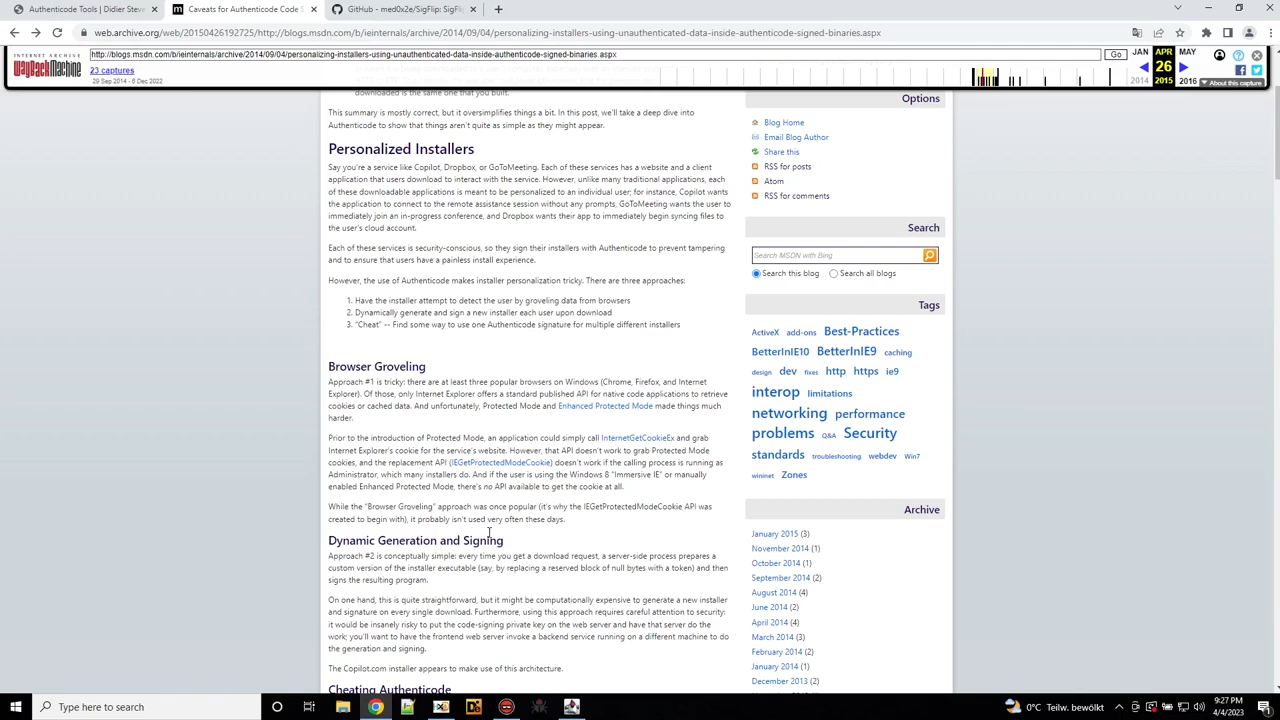 Authenticode Tools | Didier Steve
Caveats for Authenticode Code S
GitHub - med0x2e/SigFlip: SigFl
web.archive.org/web/20150426192725/http://blogs.msdn.com/b/ieinternals/archive/2014/09/04/personalizing-installers-using-unauthenticated-data-inside-authenticode-signed-binaries.aspx
INTERNET ARCHIVE
WayBackMachine
http://blogs.msdn.com/b/ieinternals/archive/2014/09/04/personalizing-installers-using-unauthenticated-data-inside-authenticode-signed-binaries.aspx
Go
JAN APR MAY
23 captures
26
28 Sep 2014 - 6 Dec 2022
2014 2015 2016
About this capture
downloaded is the same one that you built.
This summary is mostly correct, but it oversimplifies things a bit. In this post, we'll take a deep dive into
Authenticode to show that things aren't quite as simple as they might appear.
Personalized Installers
Say you're a service like Copilot, Dropbox, or GoToMeeting. Each of these services has a website and a client
application that users download to interact with the service. However, unlike many traditional applications, each
of these downloadable applications is meant to be personalized to an individual user; for instance, Copilot wants
the application to connect to the remote assistance session without any prompts, GoToMeeting wants the user to
immediately join an in-progress conference, and Dropbox wants their app to immediately begin syncing files to
the user's cloud account.
Each of these services is security-conscious, so they sign their installers with Authenticode to prevent tampering
and to ensure that users have a painless install experience.
However, the use of Authenticode makes installer personalization tricky. There are three approaches:
1. Have the installer attempt to detect the user by groveling data from browsers
2. Dynamically generate and sign a new installer each user upon download
3. "Cheat" -- Find some way to use one Authenticode signature for multiple different installers
Browser Groveling
Approach #1 is tricky: there are at least three popular browsers on Windows (Chrome, Firefox, and Internet
Explorer). Of those, only Internet Explorer offers a standard published API for native code applications to retrieve
cookies or cached data. And unfortunately, Protected Mode and Enhanced Protected Mode made things much
harder.
Prior to the introduction of Protected Mode, an application could simply call InternetGetCookieEx and grab
Internet Explorer's cookie for the service's website. However, that API doesn't work to grab Protected Mode
cookies, and the replacement API (IEGetProtectedModeCookie) doesn't work if the calling process is running as
Administrator, which many installers do. And if the user is using the Windows 8 "Immersive IE" or manually
enabled Enhanced Protected Mode, there's no API available to get the cookie at all.
While the "Browser Groveling" approach was once popular (it's why the IEGetProtectedModeCookie API was
created to begin with), it probably isn't used very often these days.
Dynamic Generation and Signing
Approach #2 is conceptually simple: every time you get a download request, a server-side process prepares a
custom version of the installer executable (say, by replacing a reserved block of null bytes with a token) and then
signs the resulting program.
On one hand, this is quite straightforward, but it might be computationally expensive to generate a new installer
and signature on every single download. Furthermore, using this approach requires careful attention to security:
it would be insanely risky to put the code-signing private key on the web server and have that server do the
work; you'll want to have the frontend web server invoke a backend service running on a different machine to do
the generation and signing.
The Copilot.com installer appears to make use of this architecture.
Cheating Authenticode
Options
Blog Home
Email Blog Author
Share this
RSS for posts
Atom
RSS for comments
Search
Search MSDN with Bing
Search this blog Search all blogs
Tags
ActiveX add-ons Best-Practices
BetterInIE10 BetterInIE9 caching
design dev fixes http https ie9
interop limitations
networking performance
problems Q&A Security
standards troubleshooting webdev Win7
wininet Zones
Archive
January 2015 (3)
November 2014 (1)
October 2014 (1)
September 2014 (2)
August 2014 (4)
June 2014 (2)
April 2014 (4)
March 2014 (3)
February 2014 (2)
January 2014 (1)
December 2013 (2)
Type here to search
0°C Teilw. bewölkt
9:27 PM
4/4/2023